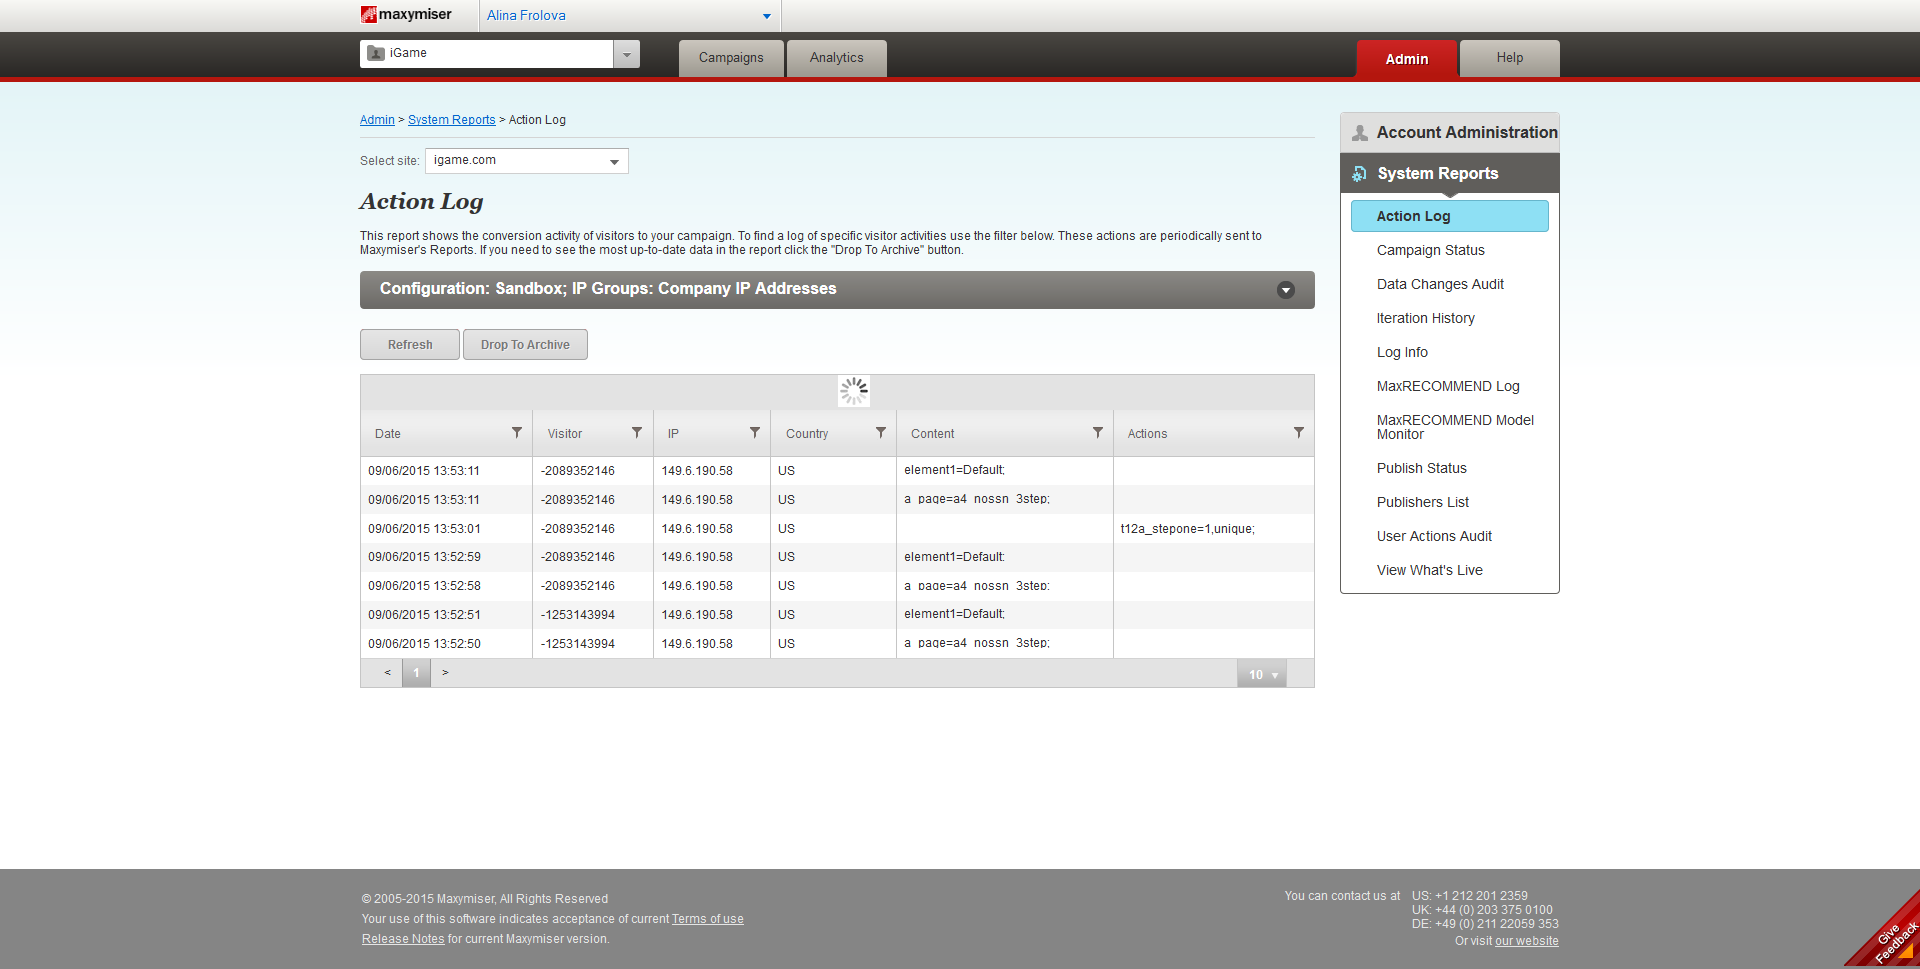 maxymiser
Alina Frolova
iGame
Campaigns
Analytics
Admin
Help
Admin > System Reports > Action Log
Select site: igame.com
Action Log
This report shows the conversion activity of visitors to your campaign. To find a log of specific visitor activities use the filter below. These actions are periodically sent to
Maxymiser's Reports. If you need to see the most up-to-date data in the report click the "Drop To Archive" button.
Configuration: Sandbox; IP Groups: Company IP Addresses
Refresh
Drop To Archive
Date Visitor IP Country Content Actions
09/06/2015 13:53:11 -2089352146 149.6.190.58 US element1=Default;
09/06/2015 13:53:11 -2089352146 149.6.190.58 US a_page=a4_nossn_3step;
09/06/2015 13:53:01 -2089352146 149.6.190.58 US t12a_stepone=1,unique;
09/06/2015 13:52:59 -2089352146 149.6.190.58 US element1=Default;
09/06/2015 13:52:58 -2089352146 149.6.190.58 US a_page=a4_nossn_3step;
09/06/2015 13:52:51 -1253143994 149.6.190.58 US element1=Default;
09/06/2015 13:52:50 -1253143994 149.6.190.58 US a_page=a4_nossn_3step;
< 1 > 10
Account Administration
System Reports
Action Log
Campaign Status
Data Changes Audit
Iteration History
Log Info
MaxRECOMMEND Log
MaxRECOMMEND Model
Monitor
Publish Status
Publishers List
User Actions Audit
View What's Live
© 2005-2015 Maxymiser, All Rights Reserved
Your use of this software indicates acceptance of current Terms of use
Release Notes for current Maxymiser version.
You can contact us at US: +1 212 201 2359
UK: +44 (0) 203 375 0100
DE: +49 (0) 211 22059 353
Or visit our website
Give
Feedback